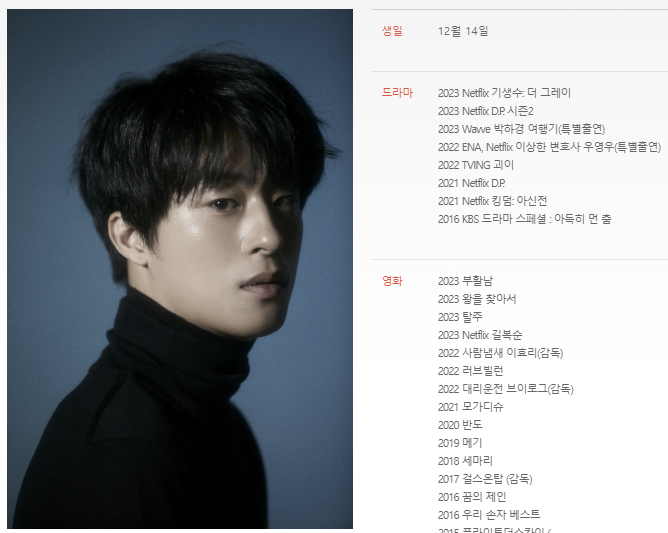 생일 12월 14일
드라마 2023 Netflix 기생수: 더 그레이
2023 Netflix D.P. 시즌2
2023 Wavve 박하경 여행기(특별출연)
2022 ENA, Netflix 이상한 변호사 우영우(특별출연)
2022 TVING 괴이
2021 Netflix D.P.
2021 Netflix 킹덤: 아신전
2016 KBS 드라마 스페셜 : 아득히 먼 춤
영화 2023 부활남
2023 왕을 찾아서
2023 탈주
2023 Netflix 길복순
2022 사람냄새 이효리(감독)
2022 러브빌런
2022 대리운전 브이로그(감독)
2021 모가디슈
2020 반도
2019 메기
2018 세마리
2017 걸스온탑 (감독)
2016 꿈의 제인
2016 우리 손자 베스트
2015